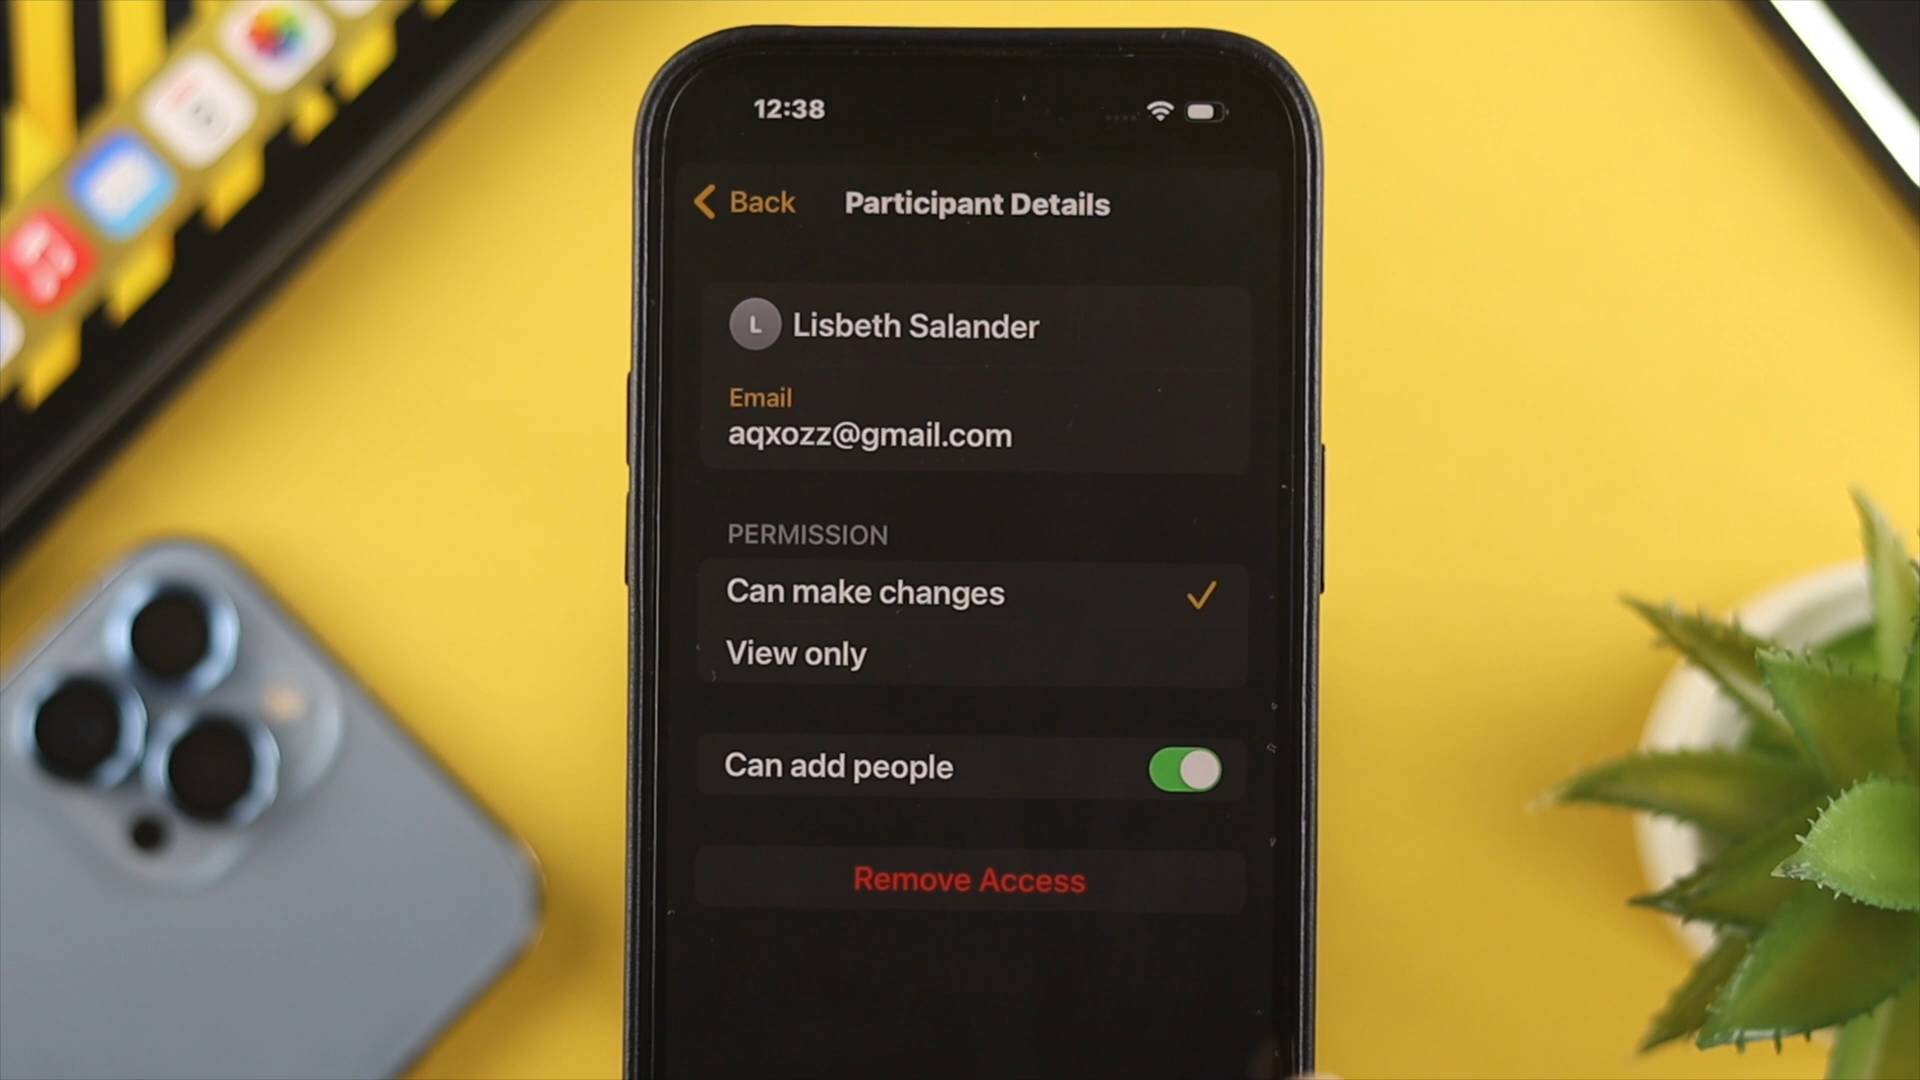 12:38
Back
Participant Details
L
Lisbeth Salander
Email
aqxozz@gmail.com
PERMISSION
Can make changes
View only
Can add people
Remove Access